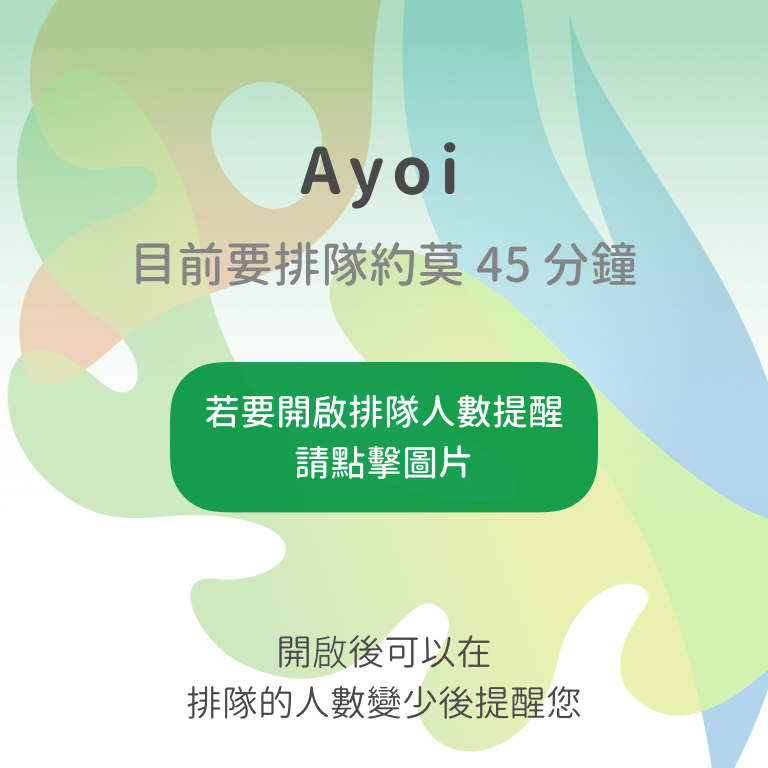 Ayoi
目前要排隊約莫 45 分鐘
若要開啟排隊人數提醒
請點擊圖片
開啟後可以在
排隊的人數變少後提醒您